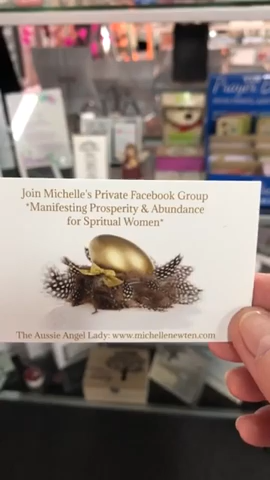 Join Michelle's Private Facebook Group
*Manifesting Prosperity & Abundance
for Spritual Women*
The Aussie Angel Lady: www.michellenewten.com